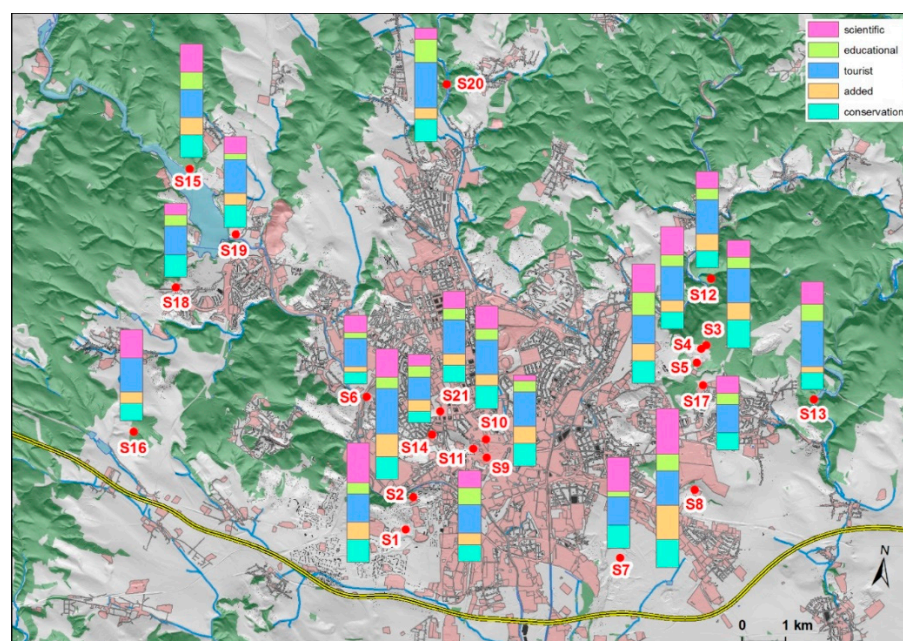 scientific
educational
tourist
added
conservation
S20
S15
S19
S18
S12
S3
S4
S5
S17
S13
S6
S21
S16
S14
S10
S11
S9
S2
S8
S1
S7
N
0 1 km